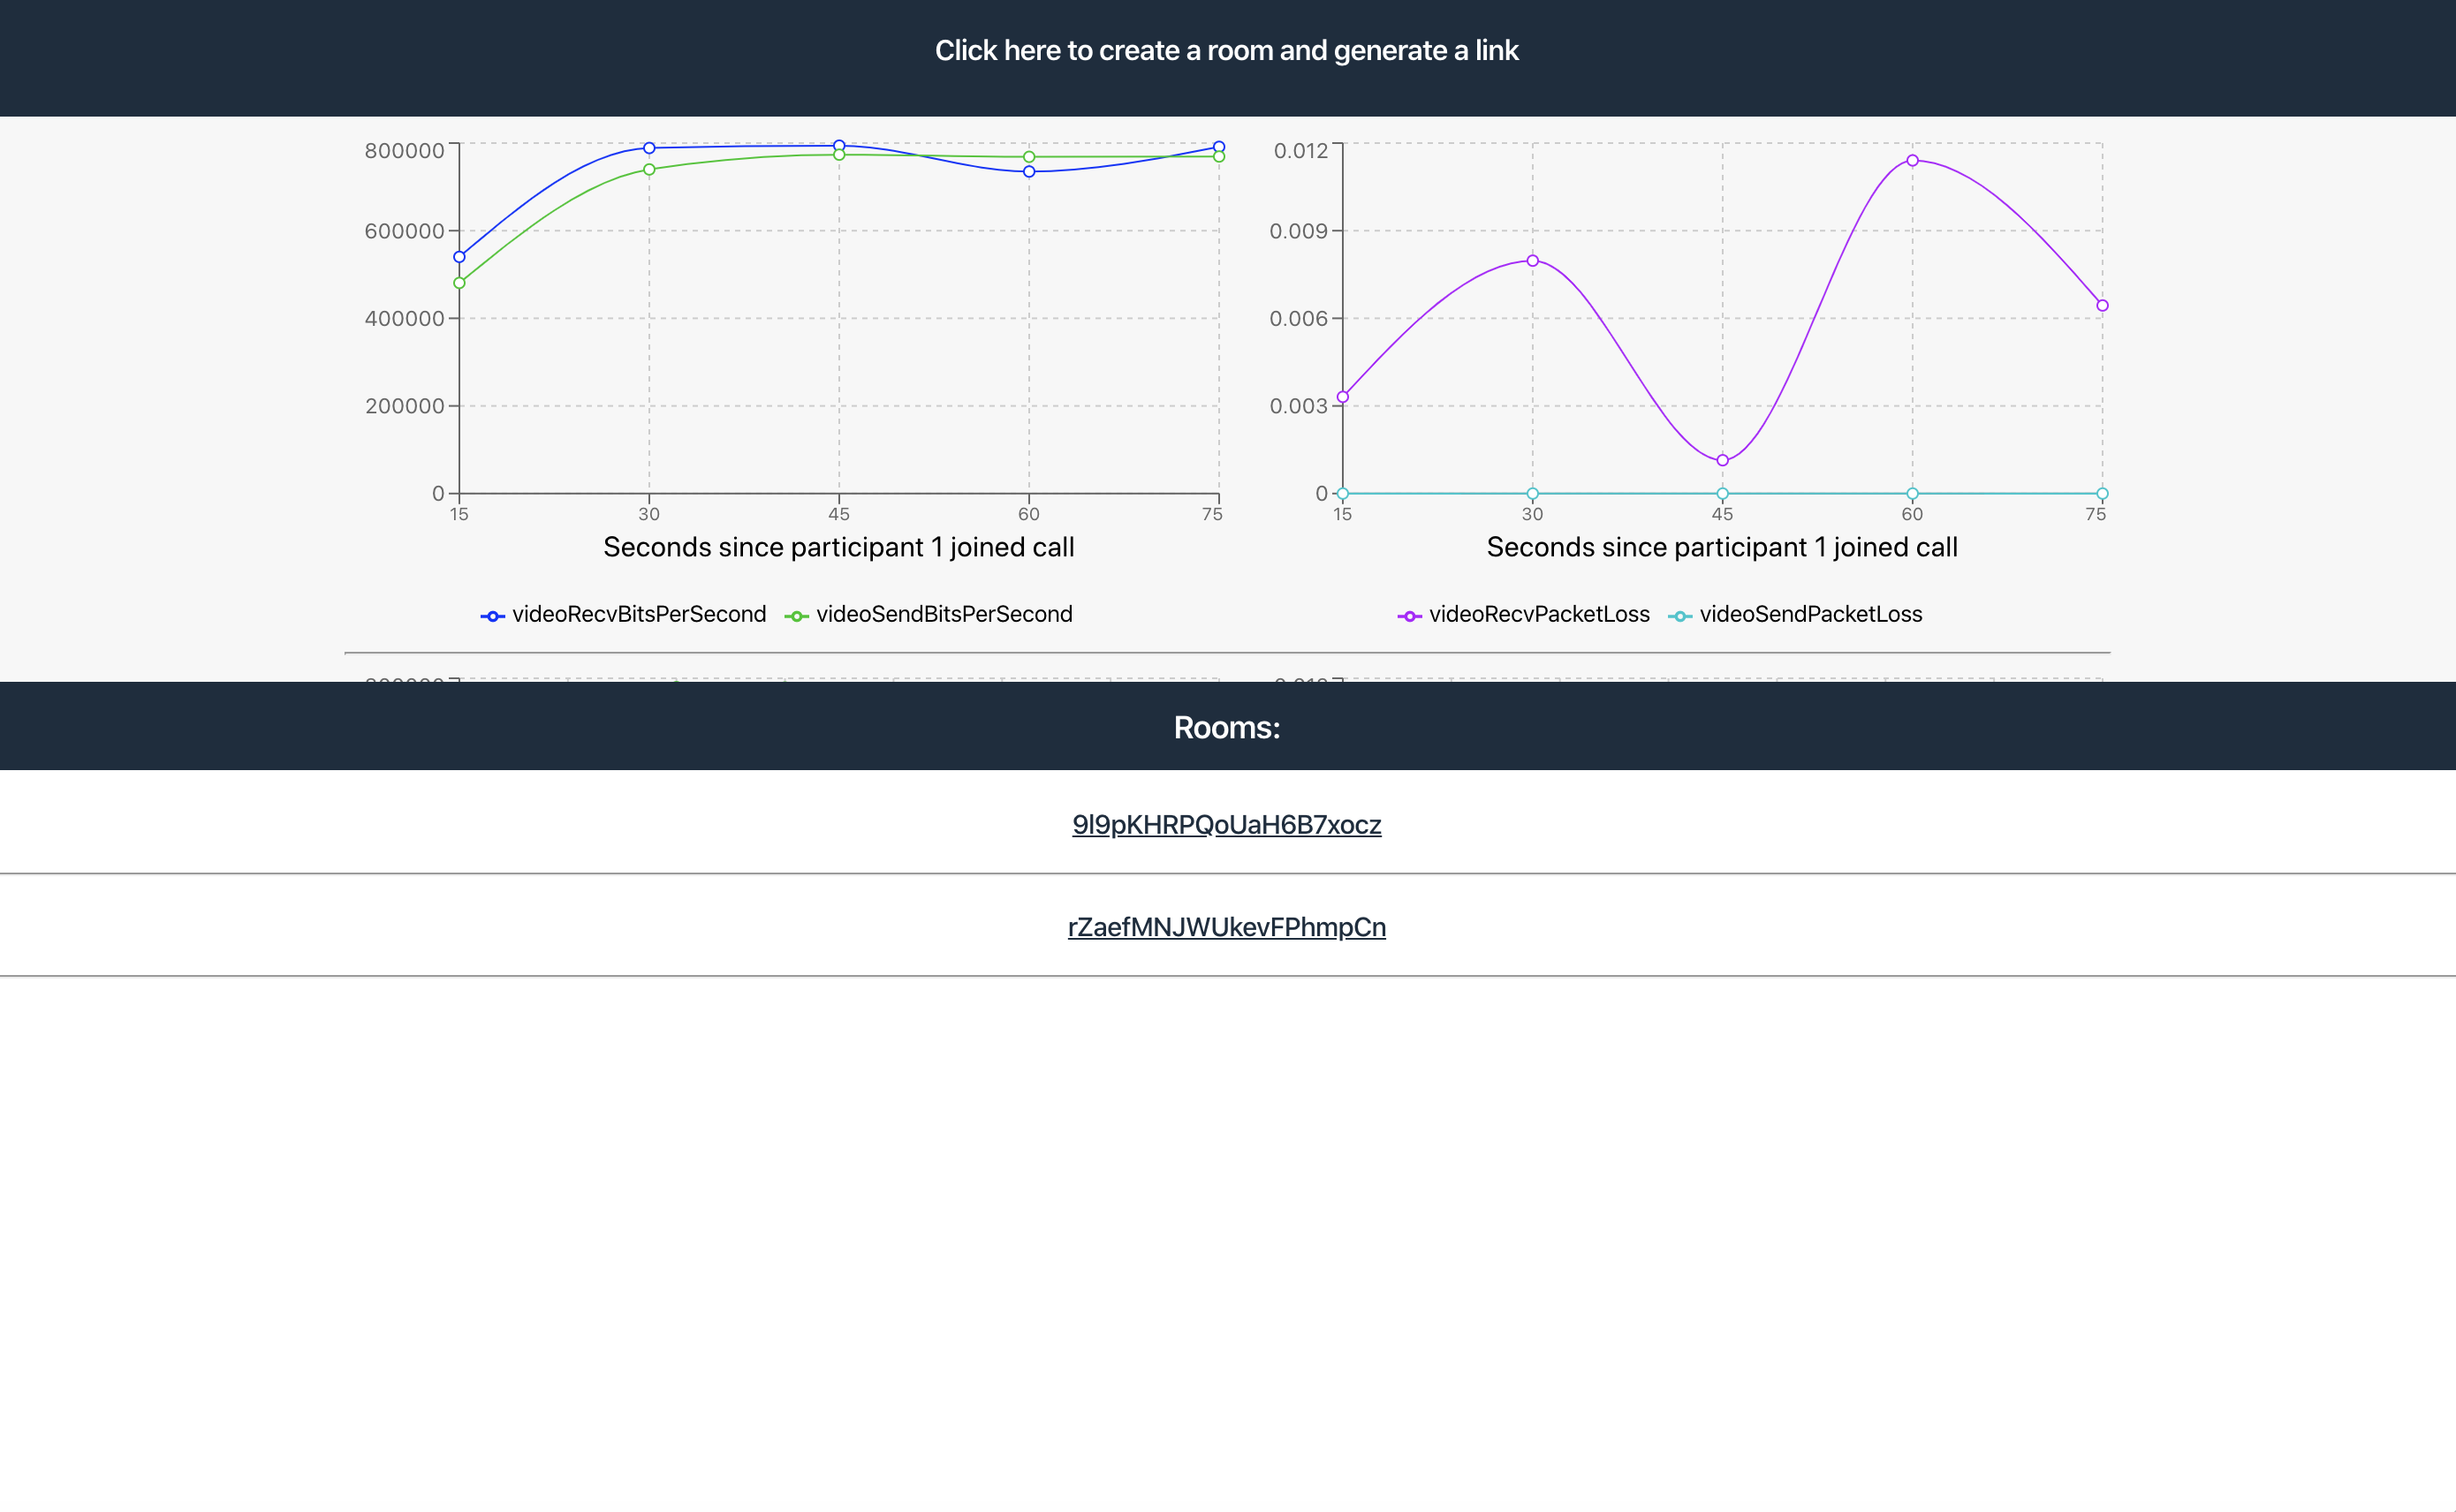 Click here to create a room and generate a link
800000
600000
400000
200000
0
15 30 45 60 75
Seconds since participant 1 joined call
videoRecvBitsPerSecond videoSendBitsPerSecond
0.012
0.009
0.006
0.003
0
15 30 45 60 75
Seconds since participant 1 joined call
videoRecvPacketLoss videoSendPacketLoss
Rooms:
9l9pKHRPQoUaH6B7xocz
rZaefMNJWUkevFPhmpCn